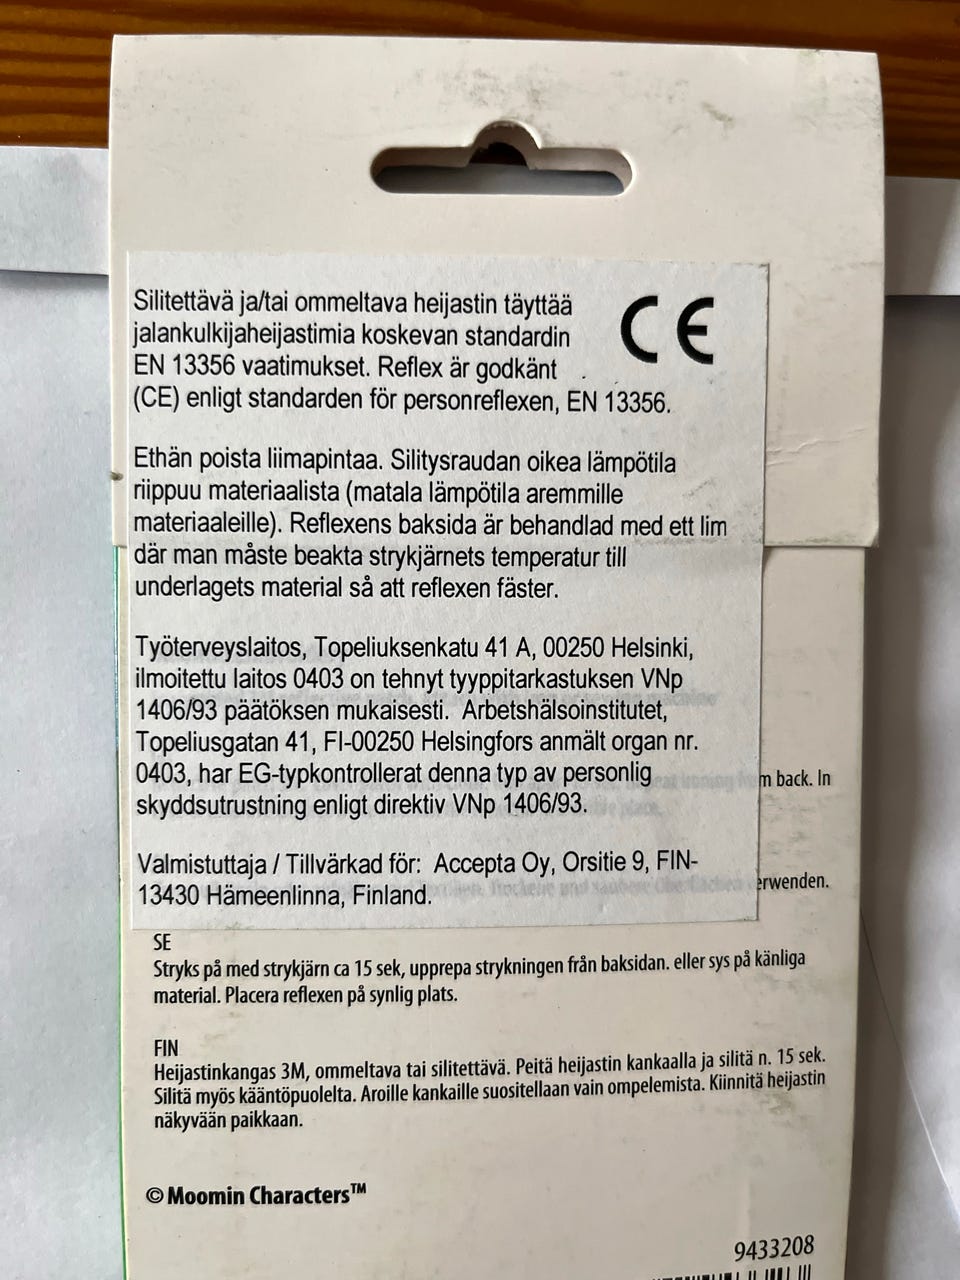 Silitettävä ja/tai ommeltava heijastin täyttää
jalankulkijaheijastimia koskevan standardin
EN 13356 vaatimukset. Reflex är godkänt
(CE) enligt standarden för personreflexen, EN 13356.
CE
Ethän poista liimapintaa. Silitysraudan oikea lämpötila
riippuu materiaalista (matala lämpötila aremmille
materiaaleille). Reflexens baksida är behandlad med ett lim
där man måste beakta strykjärnets temperatur till
underlagets material så att reflexen fäster.
Työterveyslaitos, Topeliuksenkatu 41 A, 00250 Helsinki,
ilmoitettu laitos 0403 on tehnyt tyyppitarkastuksen VNp
1406/93 päätöksen mukaisesti. Arbetshälsoinstitutet,
Topeliusgatan 41, FI-00250 Helsingfors anmält organ nr.
0403, har EG-typkontrollerat denna typ av personlig
skyddsutrustning enligt direktiv VNp 1406/93.
Valmistuttaja / Tillvärkad för: Accepta Oy, Orsitie 9, FIN-
13430 Hämeenlinna, Finland.
m back. In
erwenden.
SE
Stryks på med strykjärn ca 15 sek, upprepa strykningen från baksidan. eller sys på känliga
material. Placera reflexen på synlig plats.
FIN
Heijastinkangas 3M, ommeltava tai silitettävä. Peitä heijastin kankaalla ja silitä n. 15 sek.
Silitä myös kääntöpuolelta. Aroille kankaille suositellaan vain ompelemista. Kiinnitä heijastin
näkyvään paikkaan.
© Moomin Characters™
9433208